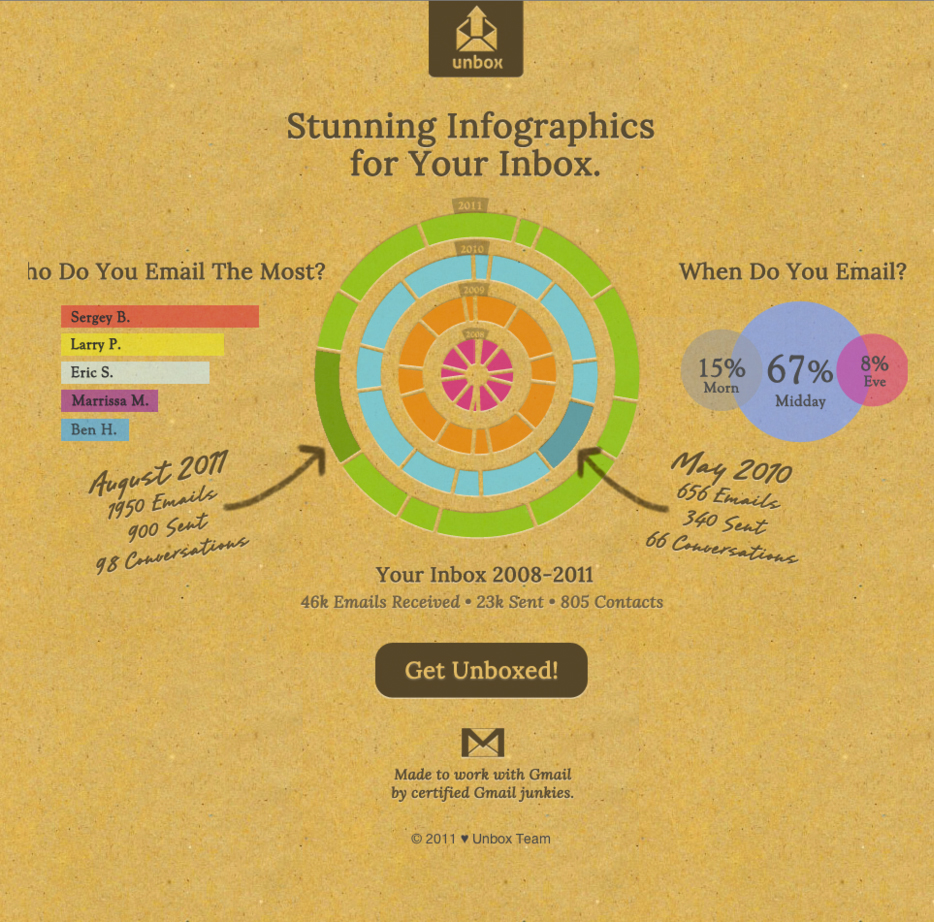 unbox
Stunning Infographics
for Your Inbox.
ho Do You Email The Most?
Sergey B.
Larry P.
Eric S.
Marrissa M.
Ben H.
August 2011
1950 Emails
900 Sent
98 Conversations
2011
2010
2009
2008
When Do You Email?
15%
Morn
67%
Midday
8%
Eve
May 2010
656 Emails
340 Sent
66 Conversations
Your Inbox 2008-2011
46k Emails Received • 23k Sent • 805 Contacts
Get Unboxed!
Made to work with Gmail
by certified Gmail junkies.
© 2011 ♥ Unbox Team